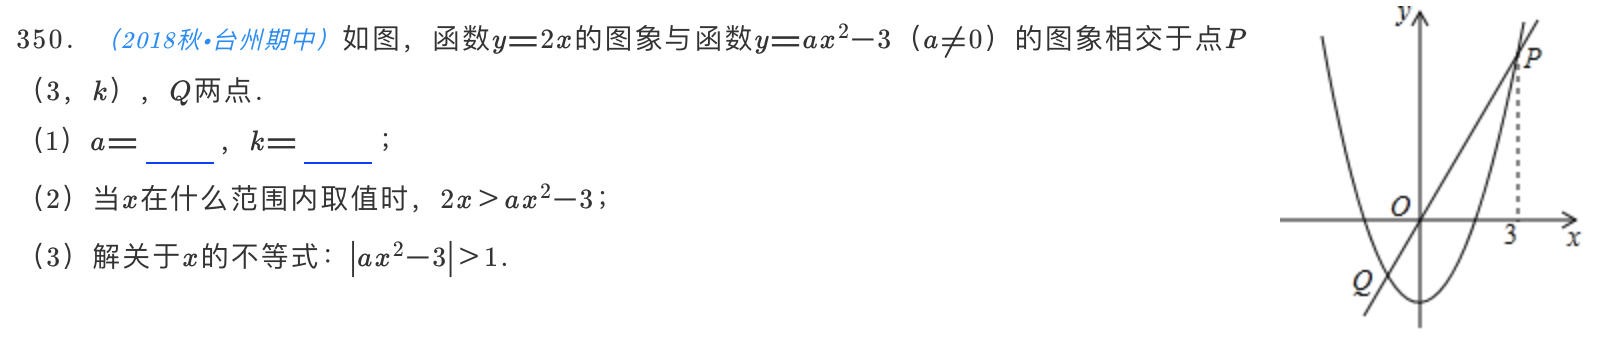 350. （2018秋•台州期中）如图，函数y=2x的图象与函数y=ax²-3（a≠0）的图象相交于点P
（3，k），Q两点.
（1）a=____，k=____；
（2）当x在什么范围内取值时，2x>ax²-3；
（3）解关于x的不等式：|ax²-3|>1.
y
P
O
3
x
Q